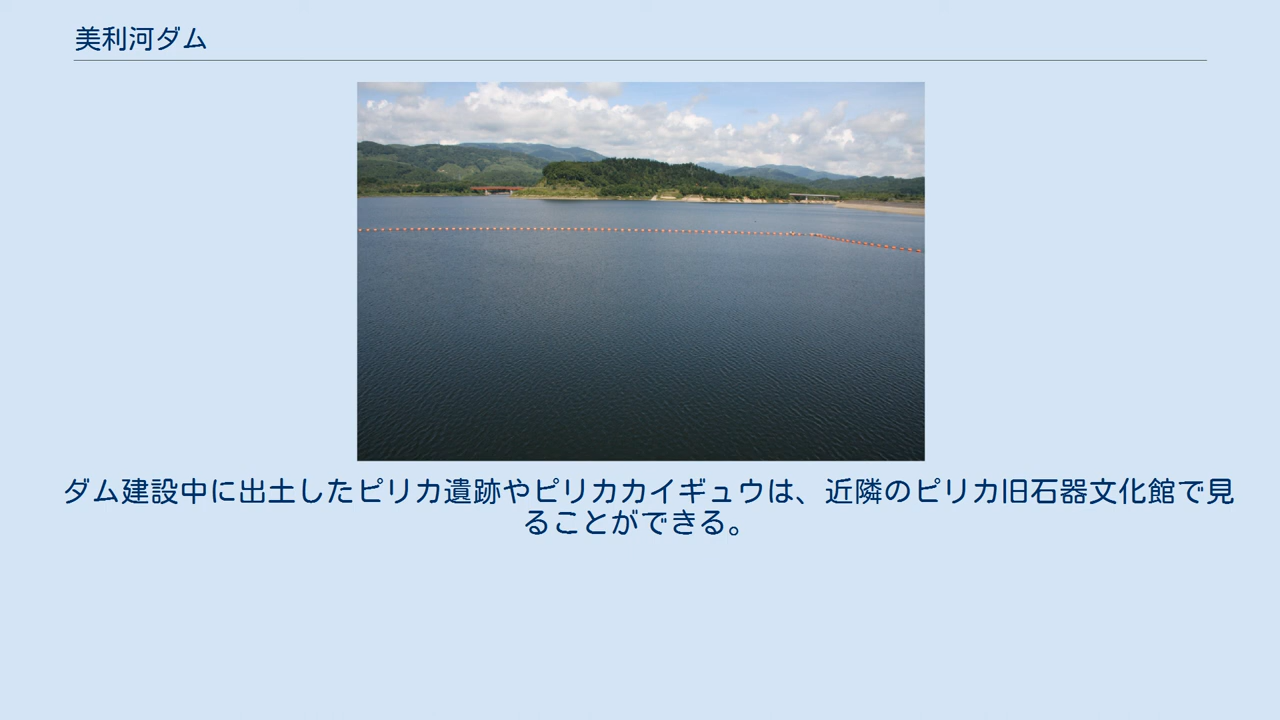 美利河ダム
ダム建設中に出土したピリカ遺跡やピリカカイギュウは、近隣のピリカ旧石器文化館で見
ることができる。